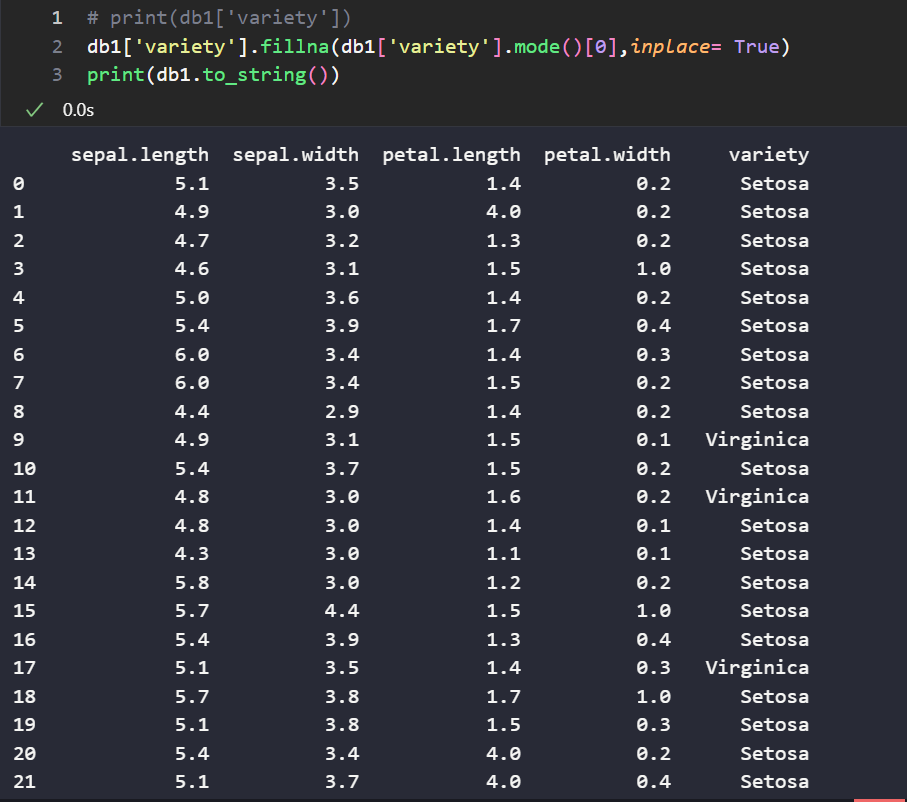 1 # print(db1['variety'])
2 db1['variety'].fillna(db1['variety'].mode()[0],inplace= True)
3 print(db1.to_string())
0.0s
sepal.length sepal.width petal.length petal.width variety
0 5.1 3.5 1.4 0.2 Setosa
1 4.9 3.0 4.0 0.2 Setosa
2 4.7 3.2 1.3 0.2 Setosa
3 4.6 3.1 1.5 1.0 Setosa
4 5.0 3.6 1.4 0.2 Setosa
5 5.4 3.9 1.7 0.4 Setosa
6 6.0 3.4 1.4 0.3 Setosa
7 6.0 3.4 1.5 0.2 Setosa
8 4.4 2.9 1.4 0.2 Setosa
9 4.9 3.1 1.5 0.1 Virginica
10 5.4 3.7 1.5 0.2 Setosa
11 4.8 3.0 1.6 0.2 Virginica
12 4.8 3.0 1.4 0.1 Setosa
13 4.3 3.0 1.1 0.1 Setosa
14 5.8 3.0 1.2 0.2 Setosa
15 5.7 4.4 1.5 1.0 Setosa
16 5.4 3.9 1.3 0.4 Setosa
17 5.1 3.5 1.4 0.3 Virginica
18 5.7 3.8 1.7 1.0 Setosa
19 5.1 3.8 1.5 0.3 Setosa
20 5.4 3.4 4.0 0.2 Setosa
21 5.1 3.7 4.0 0.4 Setosa